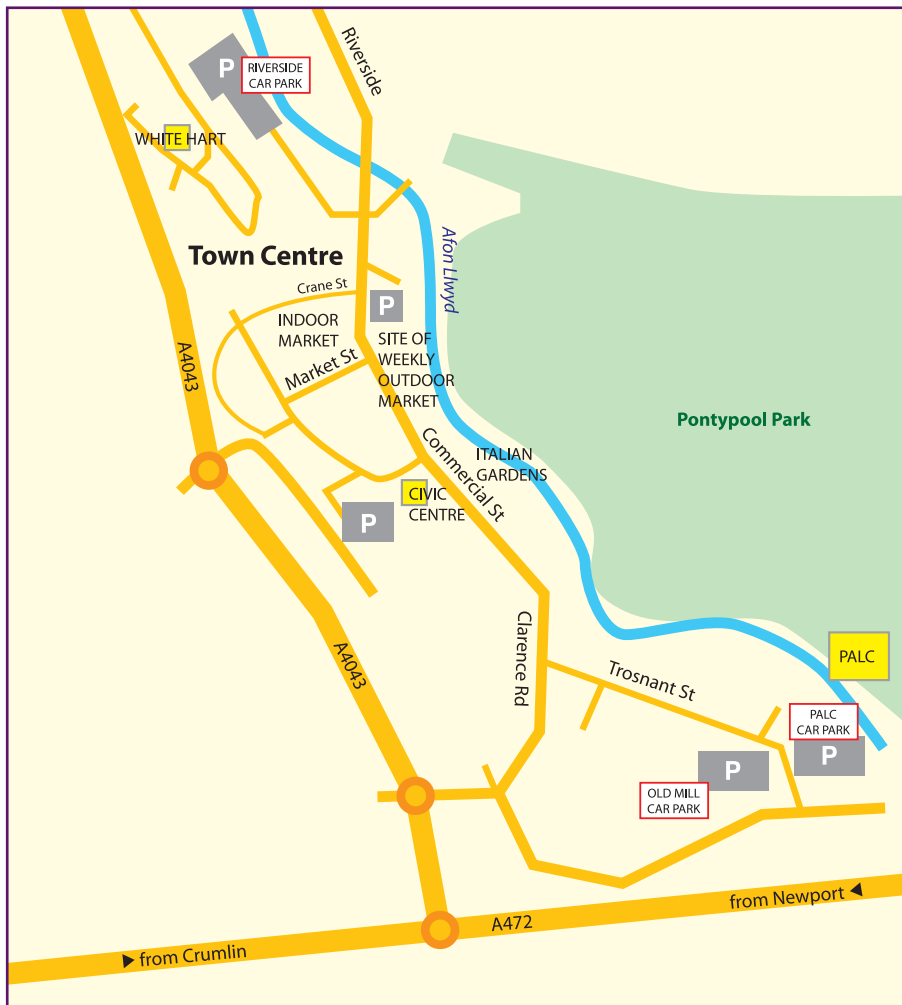 Riverside
P
RIVERSIDE
CAR PARK
WHITE HART
Afon Llwyd
Town Centre
Crane St
P
INDOOR
MARKET
SITE OF
WEEKLY
OUTDOOR
MARKET
Market St
A4043
Pontypool Park
Commercial St
ITALIAN
GARDENS
CIVIC
CENTRE
P
Clarence Rd
A4043
Trosnant St
PALC
PALC
CAR PARK
P
P
OLD MILL
CAR PARK
from Newport
A472
from Crumlin